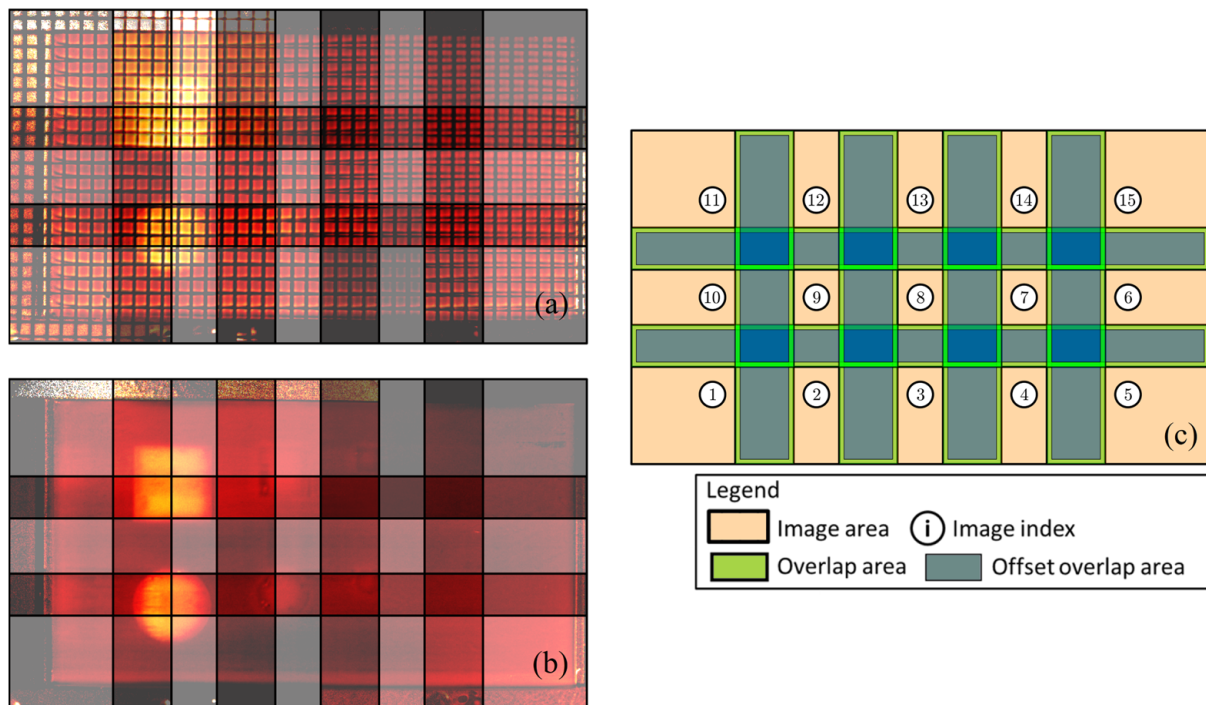 (a)
(b)
11 12 13 14 15
10 9 8 7 6
1 2 3 4 5
(c)
Legend
Image area i Image index
Overlap area Offset overlap area